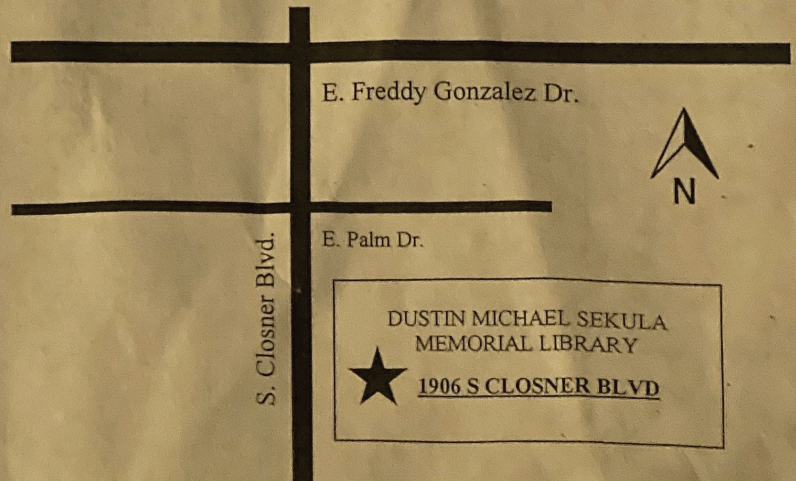 E. Freddy Gonzalez Dr.
N
E. Palm Dr.
S. Closner Blvd.
DUSTIN MICHAEL SEKULA
MEMORIAL LIBRARY
1906 S CLOSNER BLVD